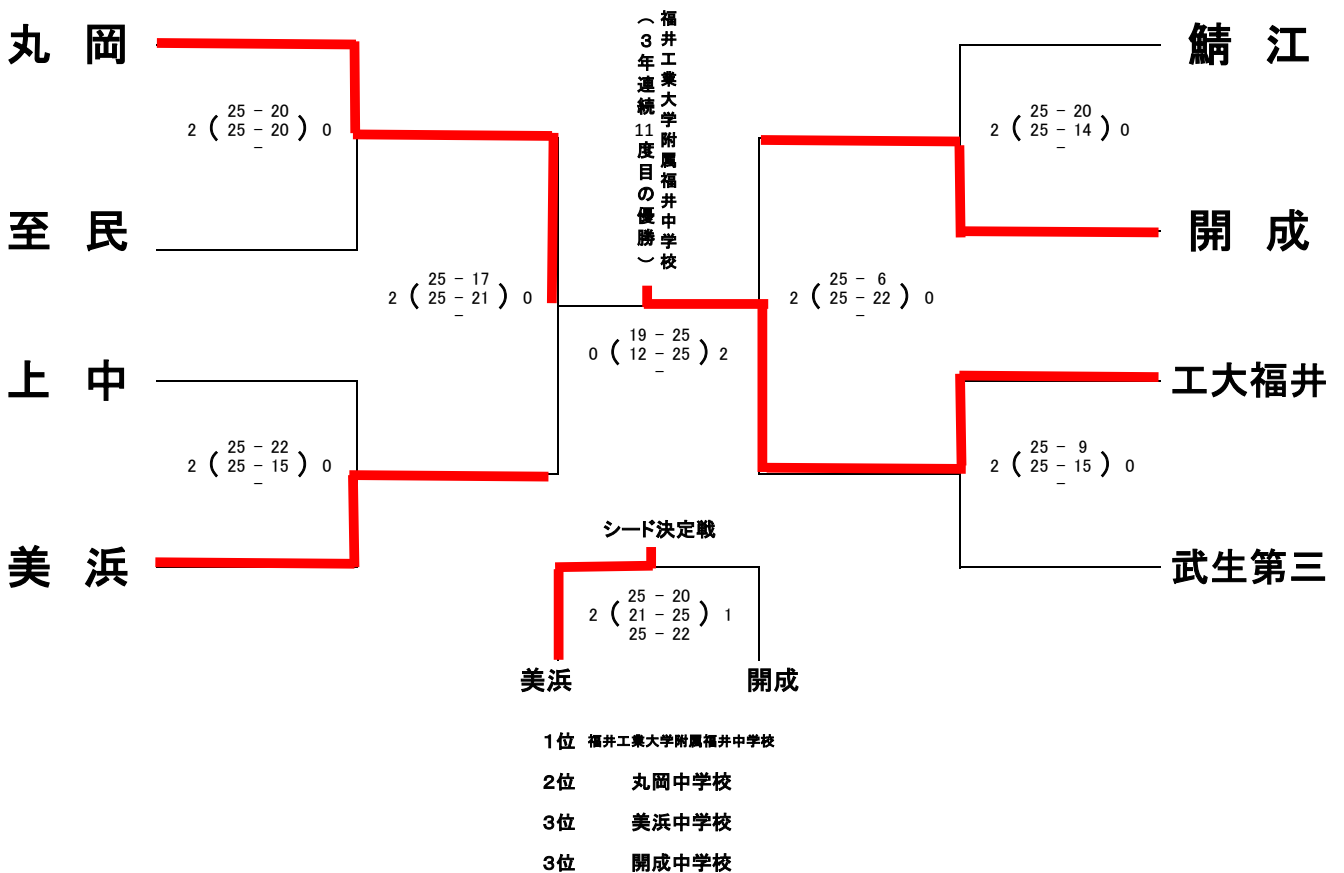 丸　岡
25 － 20
2 ( 25 － 20 ) 0
－
至　民
25 － 17
2 ( 25 － 21 ) 0
－
上　中
25 － 22
2 ( 25 － 15 ) 0
－
美　浜
福井工業大学附属福井中学校
（３年連続11度目の優勝）
19 － 25
0 ( 12 － 25 ) 2
－
鯖　江
25 － 20
2 ( 25 － 14 ) 0
－
開　成
25 － 6
2 ( 25 － 22 ) 0
－
工大福井
25 － 9
2 ( 25 － 15 ) 0
－
武生第三
シード決定戦
25 － 20
2 ( 21 － 25 ) 1
25 － 22
美浜
開成
１位 福井工業大学附属福井中学校
２位 丸岡中学校
３位 美浜中学校
３位 開成中学校